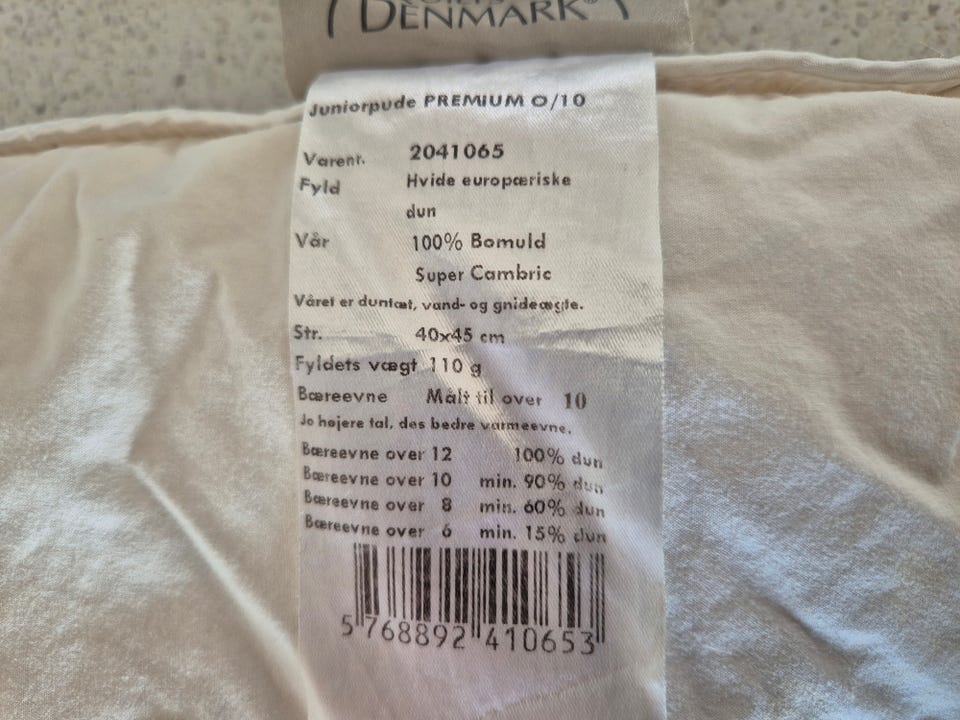 DENMARK®
Juniorpude PREMIUM O/10
Varenr. 2041065
Fyld Hvide europæiske
dun
Vår 100% Bomuld
Super Cambric
Våret er duntæt, vand- og gnideægte.
Str. 40x45 cm
Fyldets vægt 110 g
Bæreevne Målt til over 10
Jo højere tal, des bedre varmeevne.
Bæreevne over 12 100% dun
Bæreevne over 10 min. 90% dun
Bæreevne over 8 min. 60% dun
Bæreevne over 6 min. 15% dun
5 768892 410653